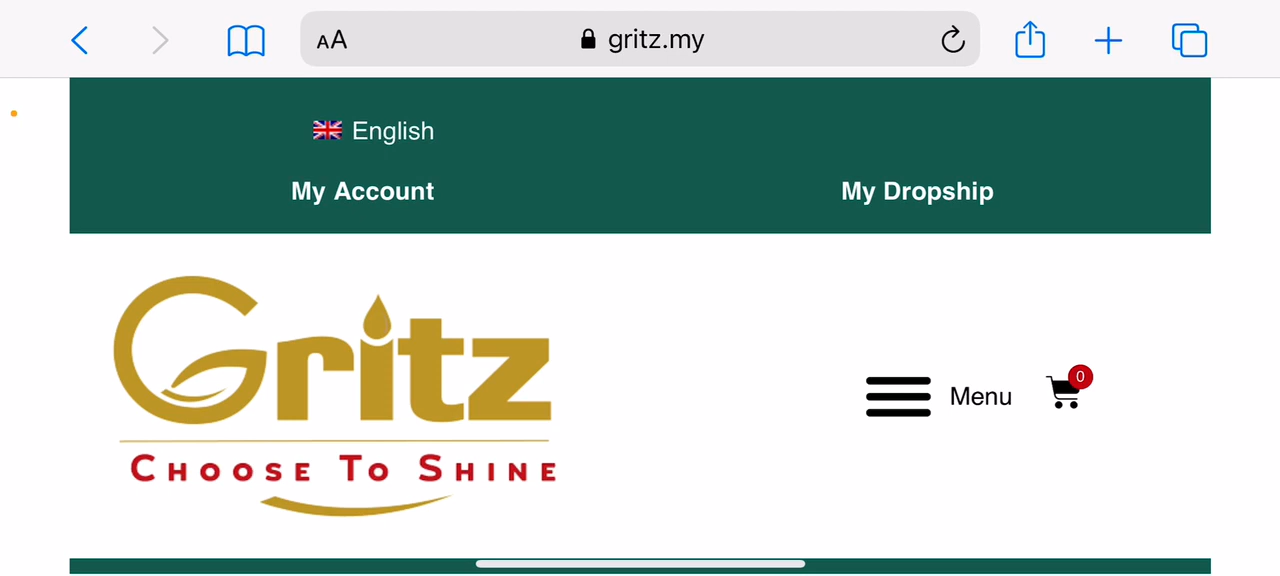 AA gritz.my
English
My Account My Dropship
Gritz
CHOOSE TO SHINE
Menu 0